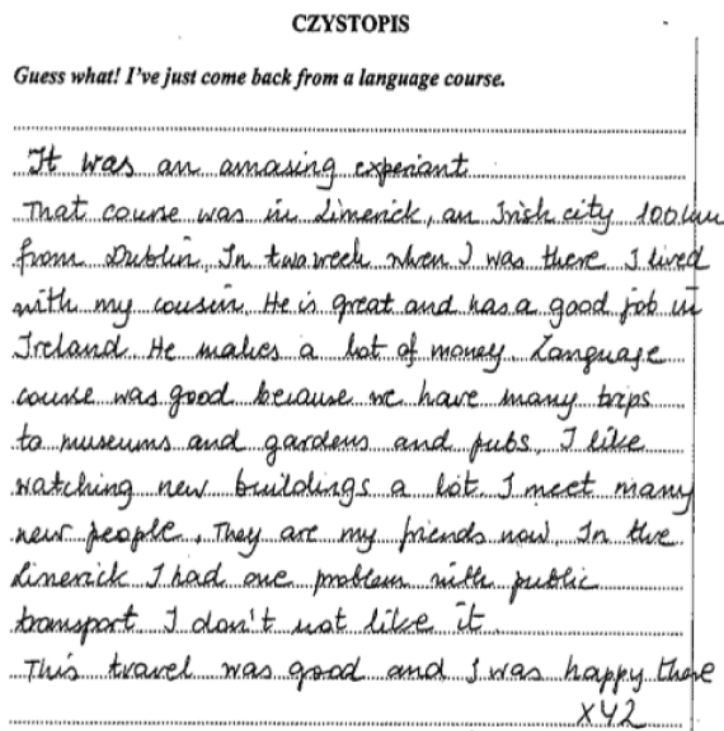 CZYSTOPIS
Guess what! I've just come back from a language course.
It was an amasing experiant
That course was in Limerick, an Irish city 100km
from Dublin. In two week when I was there I lived
with my cousin. He is great and has a good job in
Ireland. He makes a lot of money. Language
course was good because we have many trips
to museums and gardens and pubs. I like
watching new buildings a lot. I meet many
new people. They are my friends now. In the
Limerick I had one problem with public
transport. I don't not like it.
This travel was good and I was happy there
XYZ